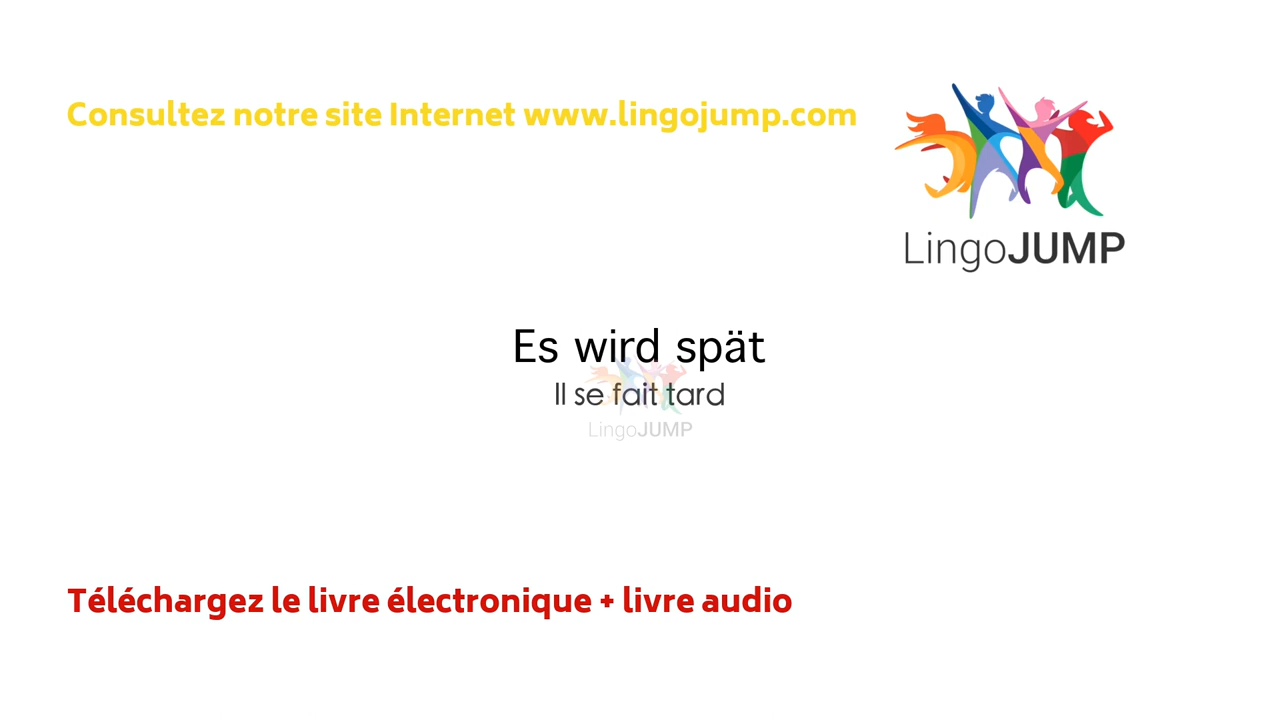 Consultez notre site Internet www.lingojump.com
LingoJUMP
Es wird spät
Il se fait tard
LingoJUMP
Téléchargez le livre électronique + livre audio